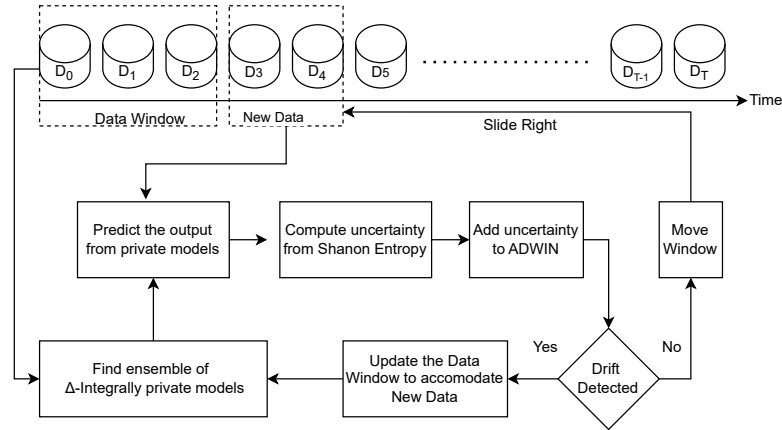 D0 D1 D2 D3 D4 D5 DT-1 DT
Time
Data Window
New Data
Slide Right
Predict the output
from private models
Compute uncertainty
from Shanon Entropy
Add uncertainty
to ADWIN
Move
Window
Find ensemble of
Δ-Integrally private models
Update the Data
Window to accomodate
New Data
Yes
Drift
Detected
No